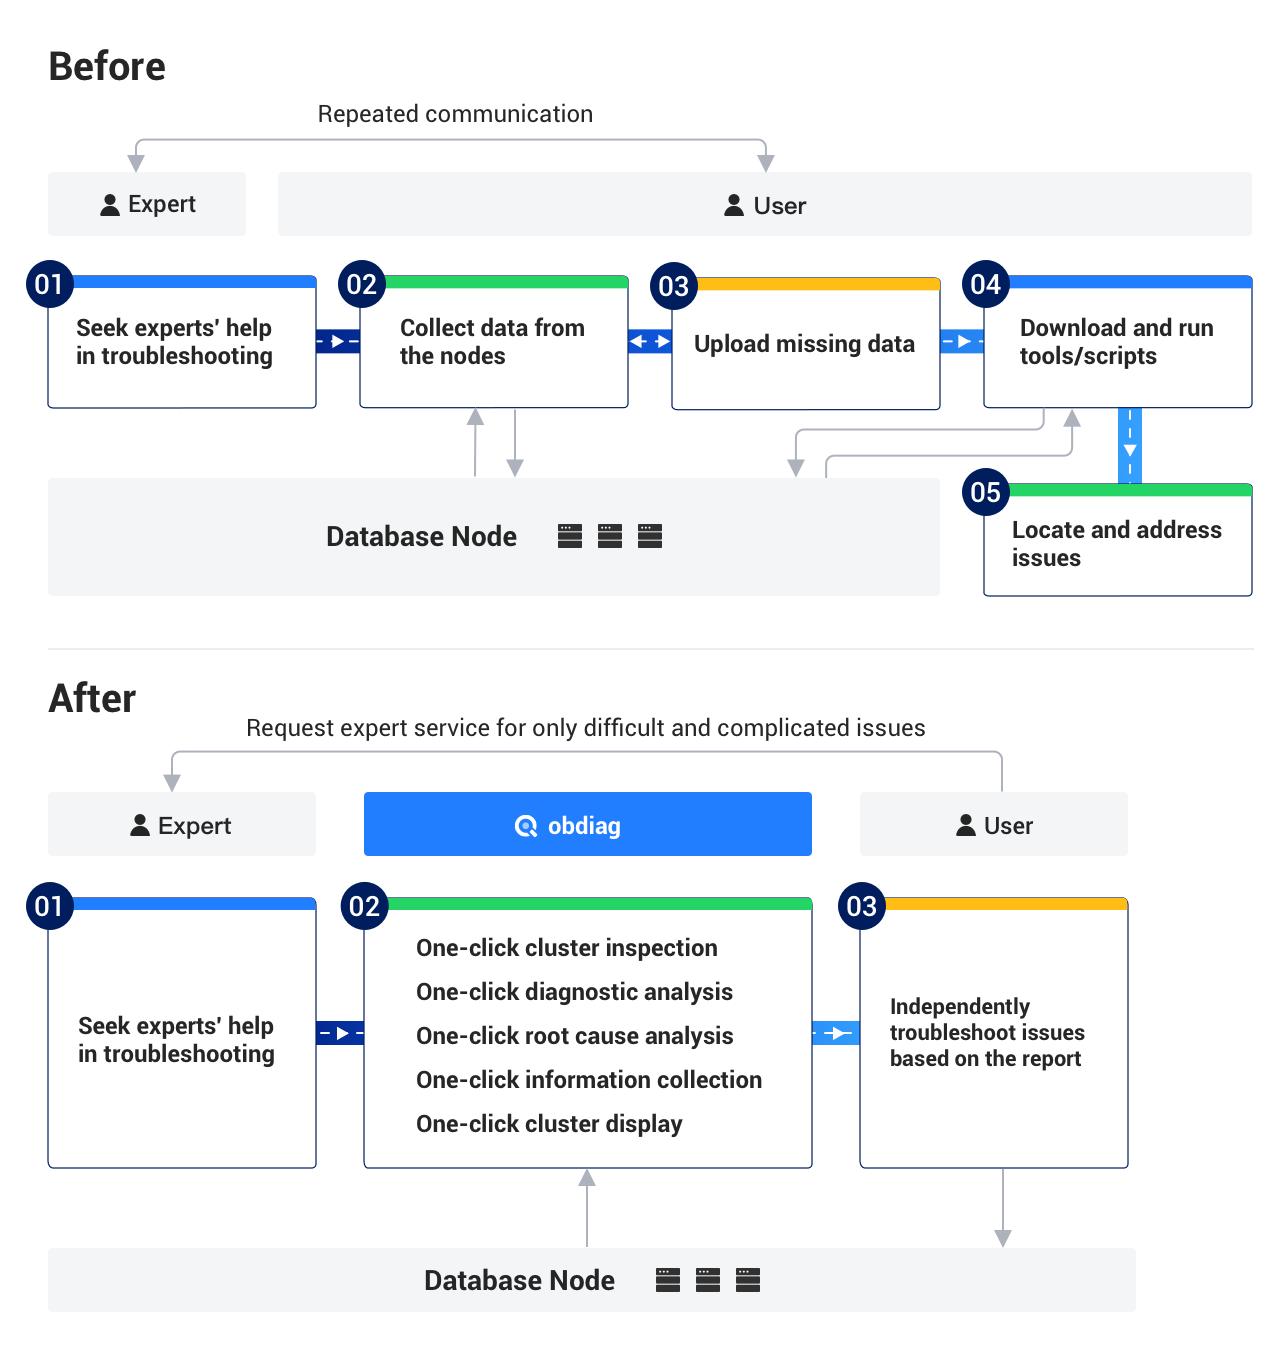 Before
Repeated communication
Expert
User
01
02
03
04
Seek experts' help
in troubleshooting
Collect data from
the nodes
Upload missing data
Download and run
tools/scripts
Database Node
05
Locate and address
issues
After
Request expert service for only difficult and complicated issues
Expert
obdiag
User
01
02
03
Seek experts' help
in troubleshooting
One-click cluster inspection
One-click diagnostic analysis
One-click root cause analysis
One-click information collection
One-click cluster display
Independently
troubleshoot issues
based on the report
Database Node